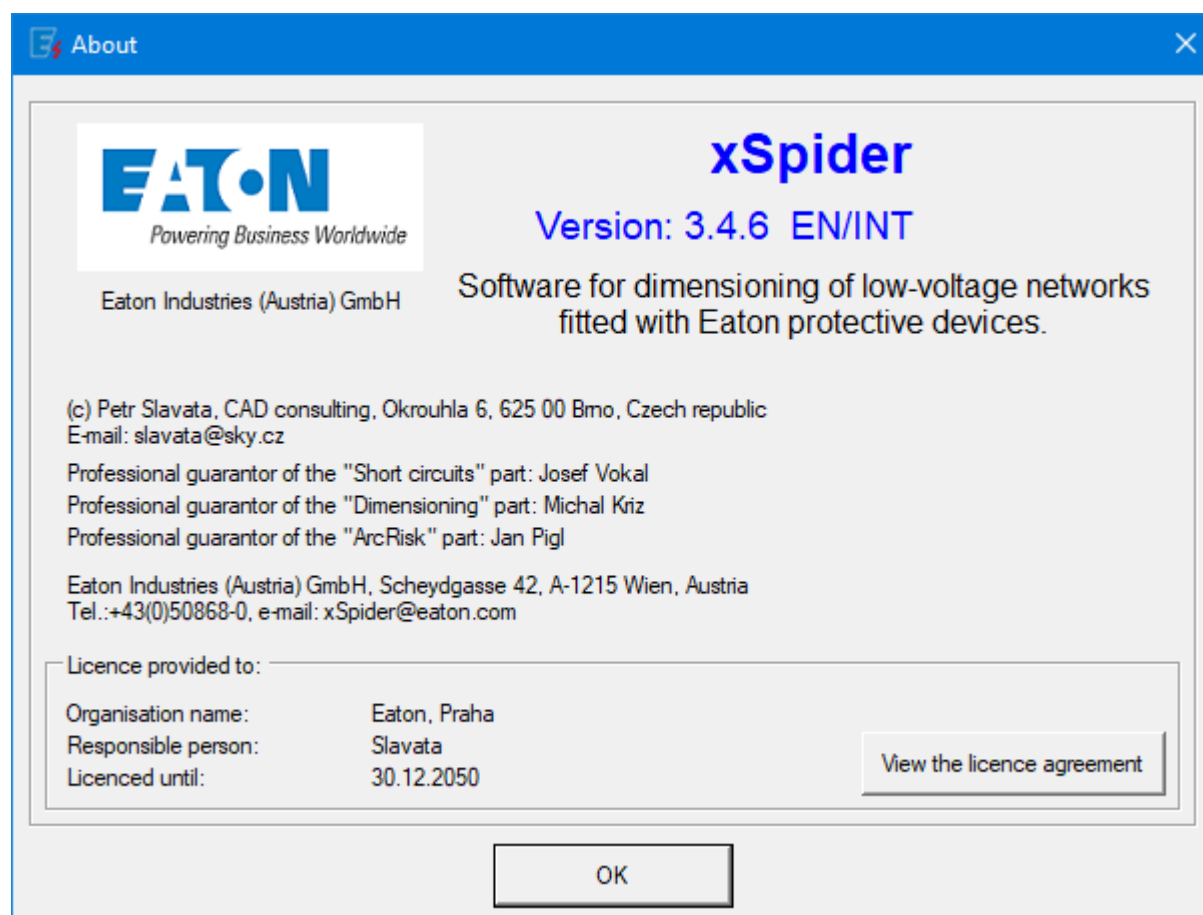 About
EATON
Powering Business Worldwide
Eaton Industries (Austria) GmbH
xSpider
Version: 3.4.6 EN/INT
Software for dimensioning of low-voltage networks
fitted with Eaton protective devices.
(c) Petr Slavata, CAD consulting, Okrouhla 6, 625 00 Brno, Czech republic
E-mail: slavata@sky.cz
Professional guarantor of the "Short circuits" part: Josef Vokal
Professional guarantor of the "Dimensioning" part: Michal Kriz
Professional guarantor of the "ArcRisk" part: Jan Pigl
Eaton Industries (Austria) GmbH, Scheydgasse 42, A-1215 Wien, Austria
Tel.:+43(0)50868-0, e-mail: xSpider@eaton.com
Licence provided to:
Organisation name: Eaton, Praha
Responsible person: Slavata
Licenced until: 30.12.2050
View the licence agreement
OK